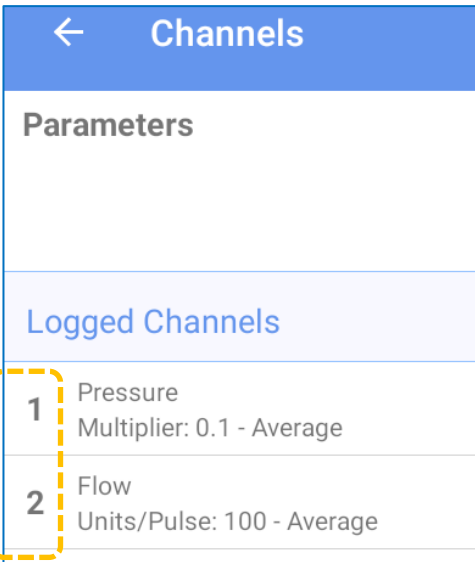 ← Channels
Parameters
Logged Channels
1 Pressure
Multiplier: 0.1 - Average
2 Flow
Units/Pulse: 100 - Average